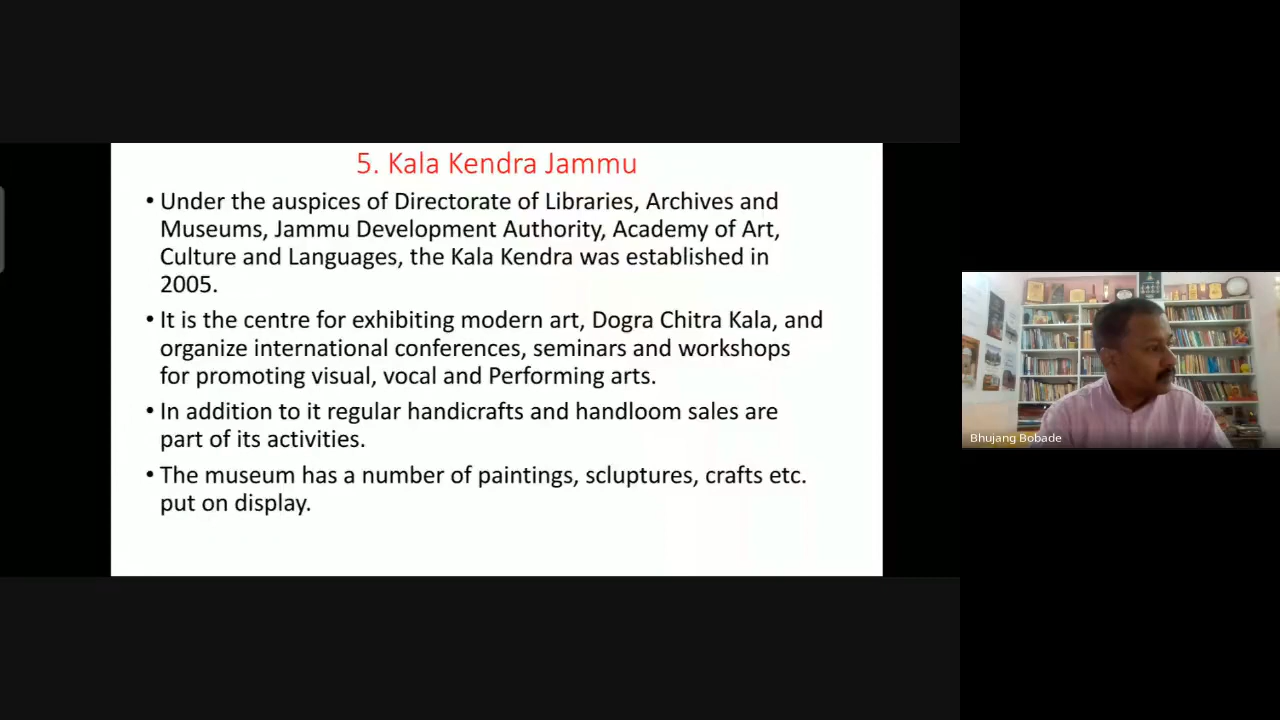 5. Kala Kendra Jammu
• Under the auspices of Directorate of Libraries, Archives and
Museums, Jammu Development Authority, Academy of Art,
Culture and Languages, the Kala Kendra was established in
2005.
• It is the centre for exhibiting modern art, Dogra Chitra Kala, and
organize international conferences, seminars and workshops
for promoting visual, vocal and Performing arts.
• In addition to it regular handicrafts and handloom sales are
part of its activities.
• The museum has a number of paintings, scluptures, crafts etc.
put on display.
Bhujang Bobade